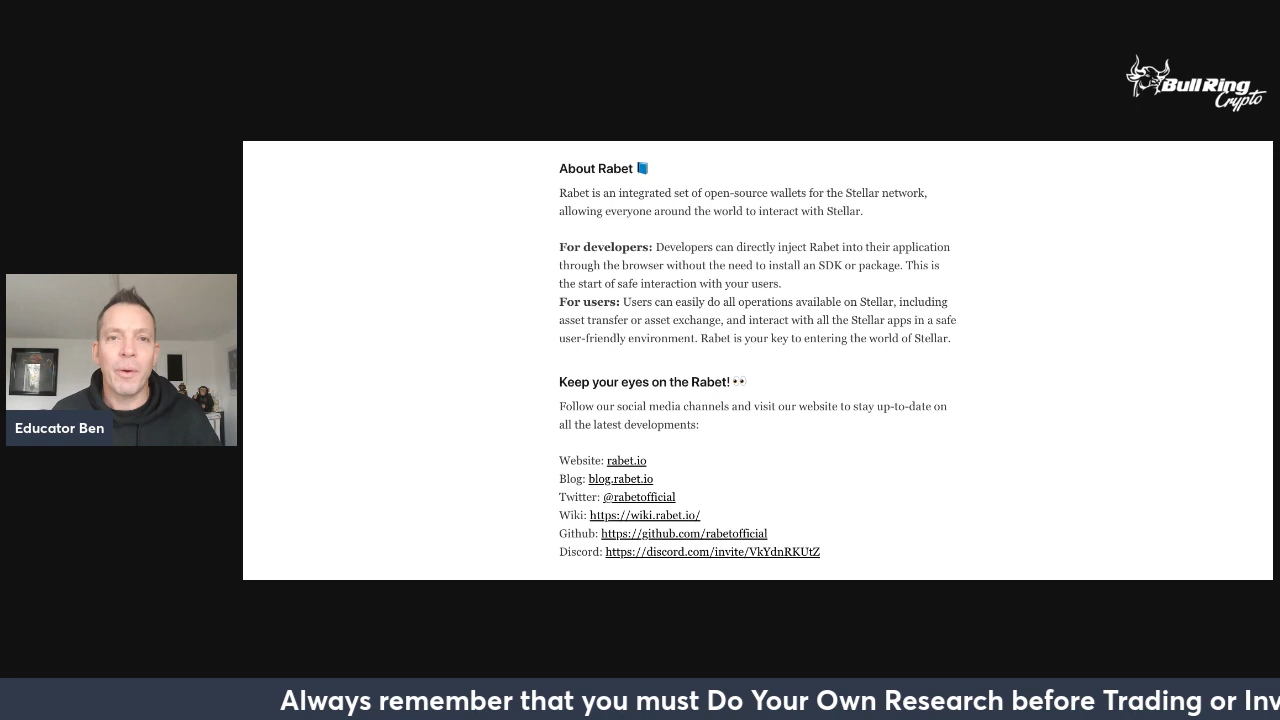 Bull Ring
Crypto
About Rabet 📘
Rabet is an integrated set of open-source wallets for the Stellar network,
allowing everyone around the world to interact with Stellar.
For developers: Developers can directly inject Rabet into their application
through the browser without the need to install an SDK or package. This is
the start of safe interaction with your users.
For users: Users can easily do all operations available on Stellar, including
asset transfer or asset exchange, and interact with all the Stellar apps in a safe
user-friendly environment. Rabet is your key to entering the world of Stellar.
Keep your eyes on the Rabet! 👀
Follow our social media channels and visit our website to stay up-to-date on
all the latest developments:
Website: rabet.io
Blog: blog.rabet.io
Twitter: @rabetofficial
Wiki: https://wiki.rabet.io/
Github: https://github.com/rabetofficial
Discord: https://discord.com/invite/VkYdnRKUtZ
Educator Ben
Always remember that you must Do Your Own Research before Trading or Inv